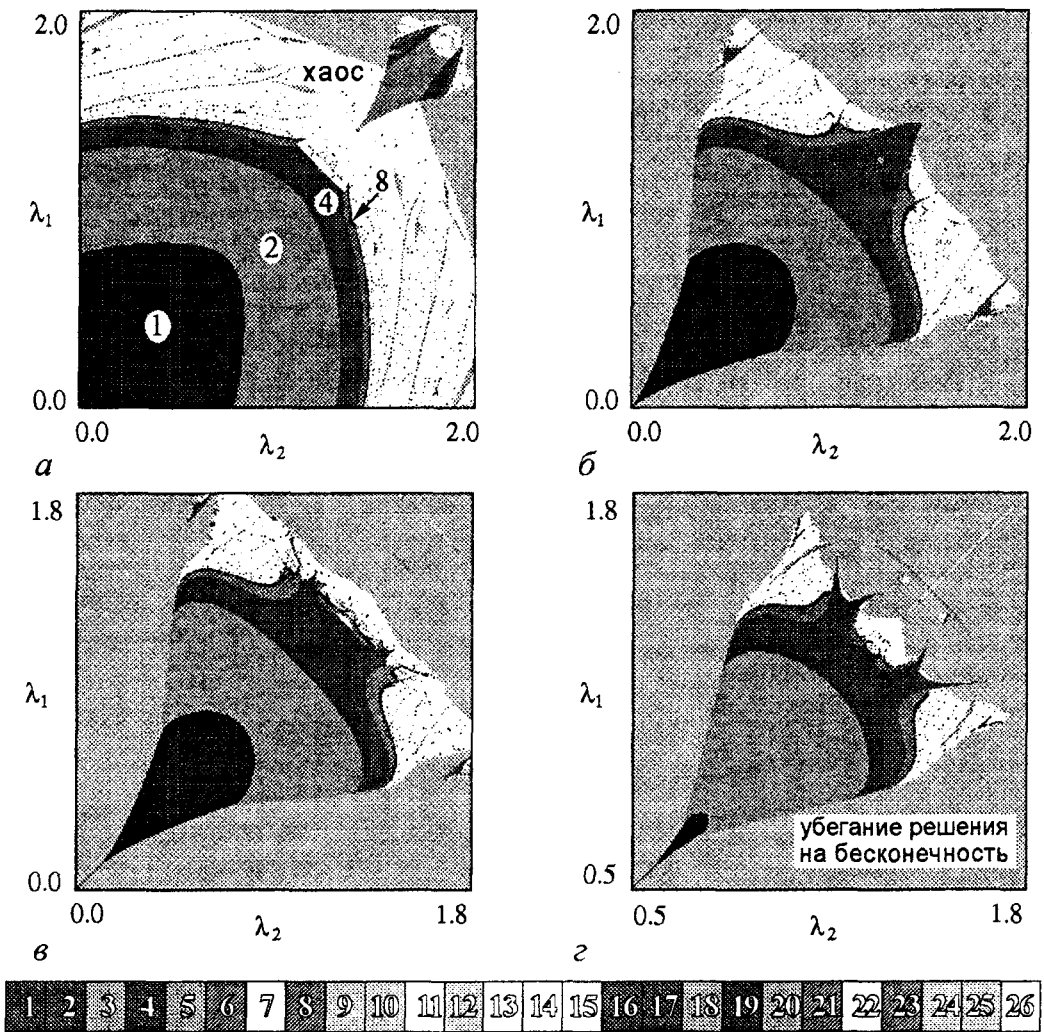 2.0
хаос
λ₁
8
4
2
1
0.0
0.0
λ₂
2.0
а
2.0
λ₁
0.0
0.0
λ₂
2.0
б
1.8
λ₁
0.0
0.0
λ₂
1.8
в
1.8
λ₁
убегание решения
на бесконечность
0.5
0.5
λ₂
1.8
г
1 2 3 4 5 6 7 8 9 10 11 12 13 14 15 16 17 18 19 20 21 22 23 24 25 26